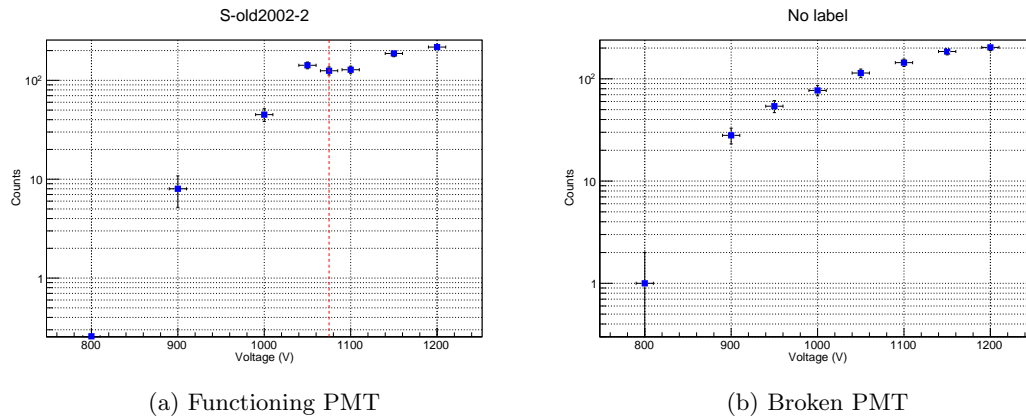 S-old2002-2
Counts
10²
10
1
800 900 1000 1100 1200
Voltage (V)
(a) Functioning PMT
No label
Counts
10²
10
1
800 900 1000 1100 1200
Voltage (V)
(b) Broken PMT